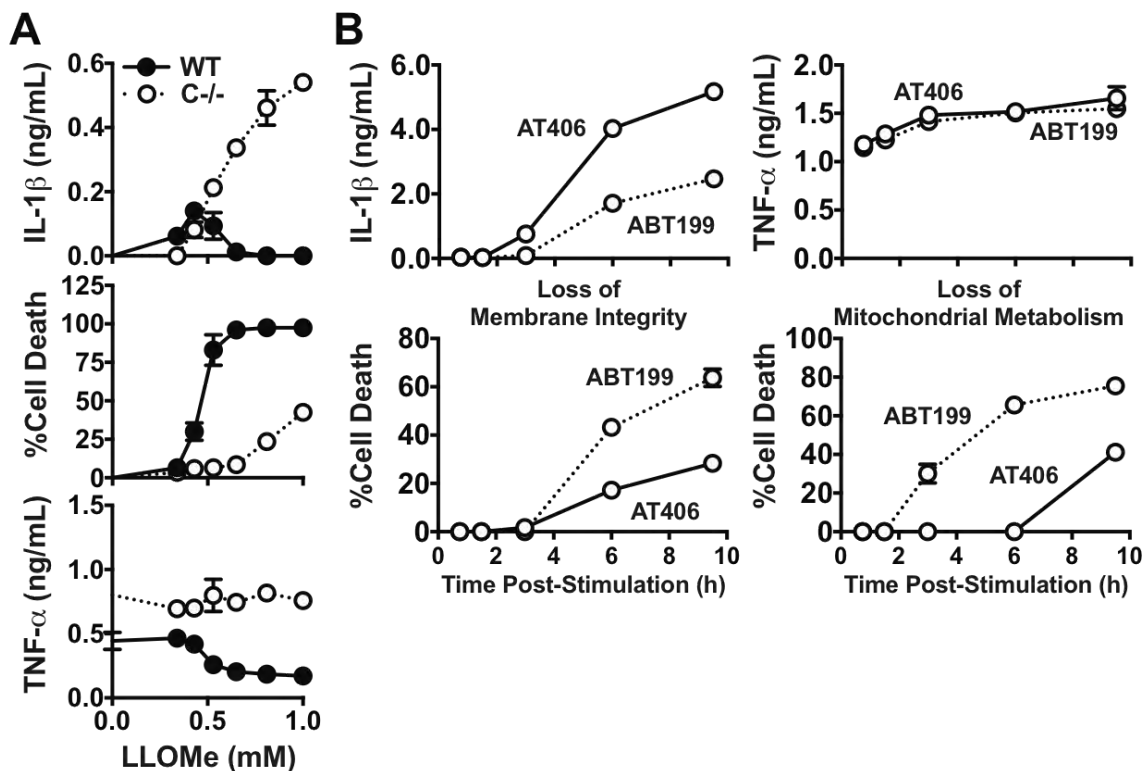 A
WT
C-/-
IL-1β (ng/mL)
0.6
0.4
0.2
0.0
%Cell Death
125
100
75
50
25
0
TNF-α (ng/mL)
1.5
1.0
0.5
0.0
0.0
0.5
1.0
LLOMe (mM)
B
IL-1β (ng/mL)
6.0
4.0
2.0
0.0
AT406
ABT199
TNF-α (ng/mL)
2.0
1.5
1.0
0.0
AT406
ABT199
Loss of
Membrane Integrity
%Cell Death
80
60
40
20
0
ABT199
AT406
0 2 4 6 8 10
Time Post-Stimulation (h)
Loss of
Mitochondrial Metabolism
%Cell Death
100
80
60
40
20
0
ABT199
AT406
0 2 4 6 8 10
Time Post-Stimulation (h)